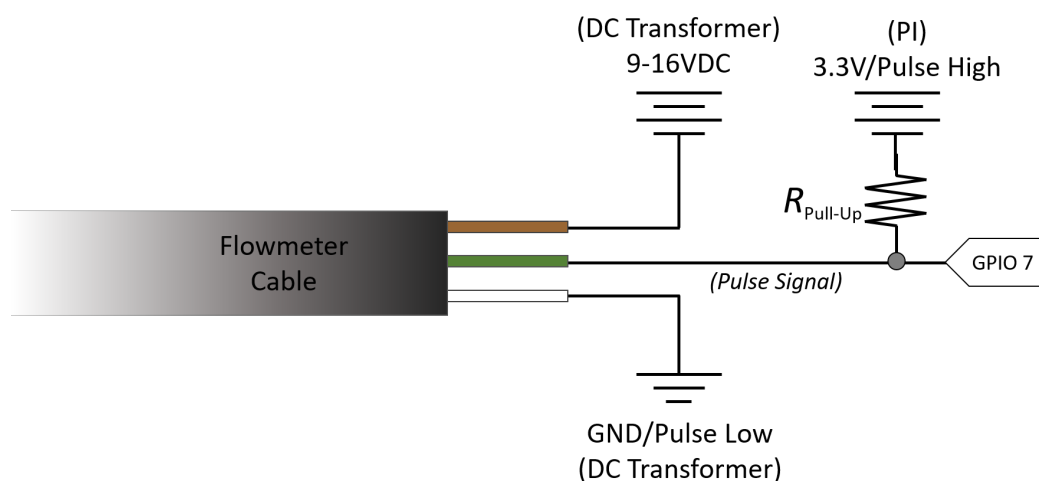 (DC Transformer)
9-16VDC
(PI)
3.3V/Pulse High
R Pull-Up
Flowmeter
Cable
(Pulse Signal)
GPIO 7
GND/Pulse Low
(DC Transformer)